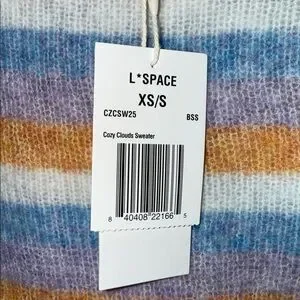 L*SPACE
XS/S
CZCSW25 BSS
Cozy Clouds Sweater
8 40408 22166 5